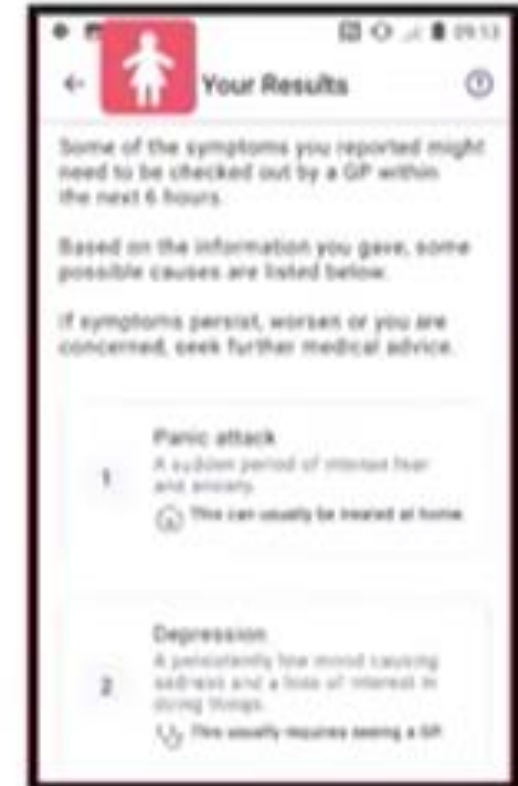 09:13
Your Results
Some of the symptoms you reported might
need to be checked out by a GP within
the next 6 hours.
Based on the information you gave, some
possible causes are listed below.
If symptoms persist, worsen or you are
concerned, seek further medical advice.
Panic attack
1
A sudden period of intense fear
and anxiety.
This can usually be treated at home.
Depression
2
A persistently low mood causing
sadness and a loss of interest in
doing things.
This usually requires seeing a GP.